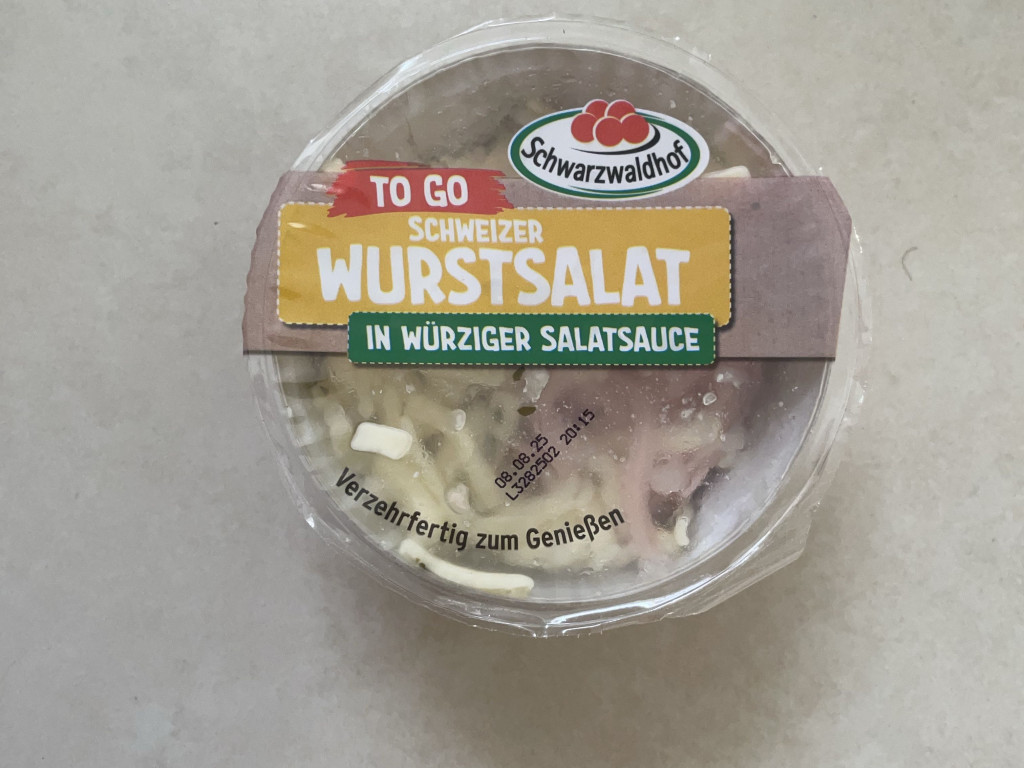 Schwarzwaldhof
TO GO
SCHWEIZER
WURSTSALAT
IN WÜRZIGER SALATSAUCE
08.08.25
L3282502 20:15
Verzehrfertig zum Genießen